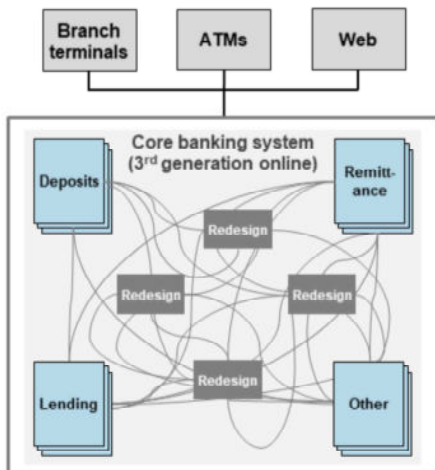 Branch
terminals
ATMs
Web
Core banking system
(3rd generation online)
Deposits
Remitt-
ance
Redesign
Redesign
Redesign
Redesign
Lending
Other